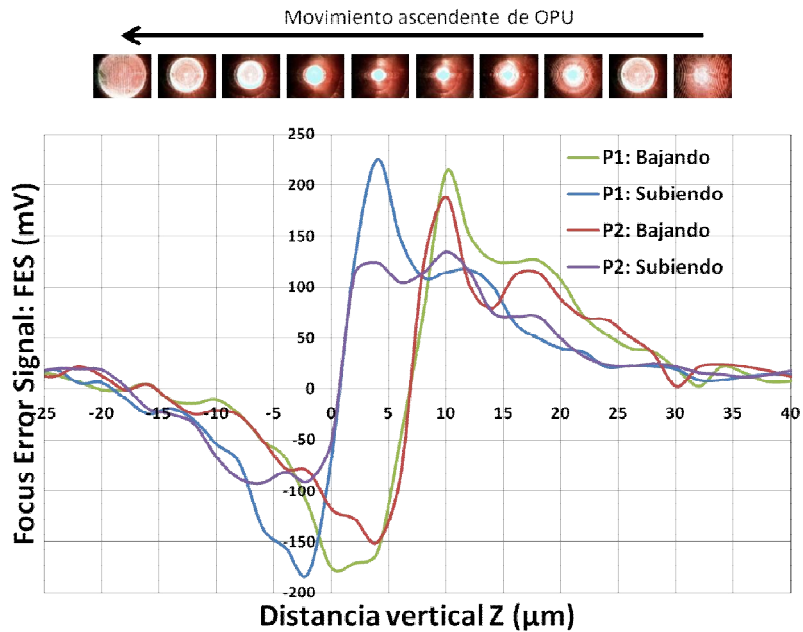 Movimiento ascendente de OPU
250
200
150
100
50
0
-50
-100
-150
-200
Focus Error Signal: FES (mV)
P1: Bajando
P1: Subiendo
P2: Bajando
P2: Subiendo
-25 -20 -15 -10 -5 0 5 10 15 20 25 30 35 40
Distancia vertical Z (µm)